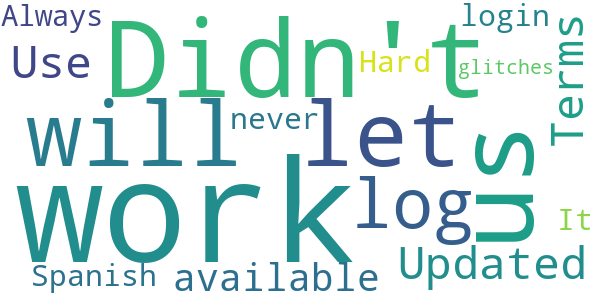 Always
Didn't
login
Terms
Use
Hard
glitches
will
never
let
us
work
log
It
Updated
Spanish
available